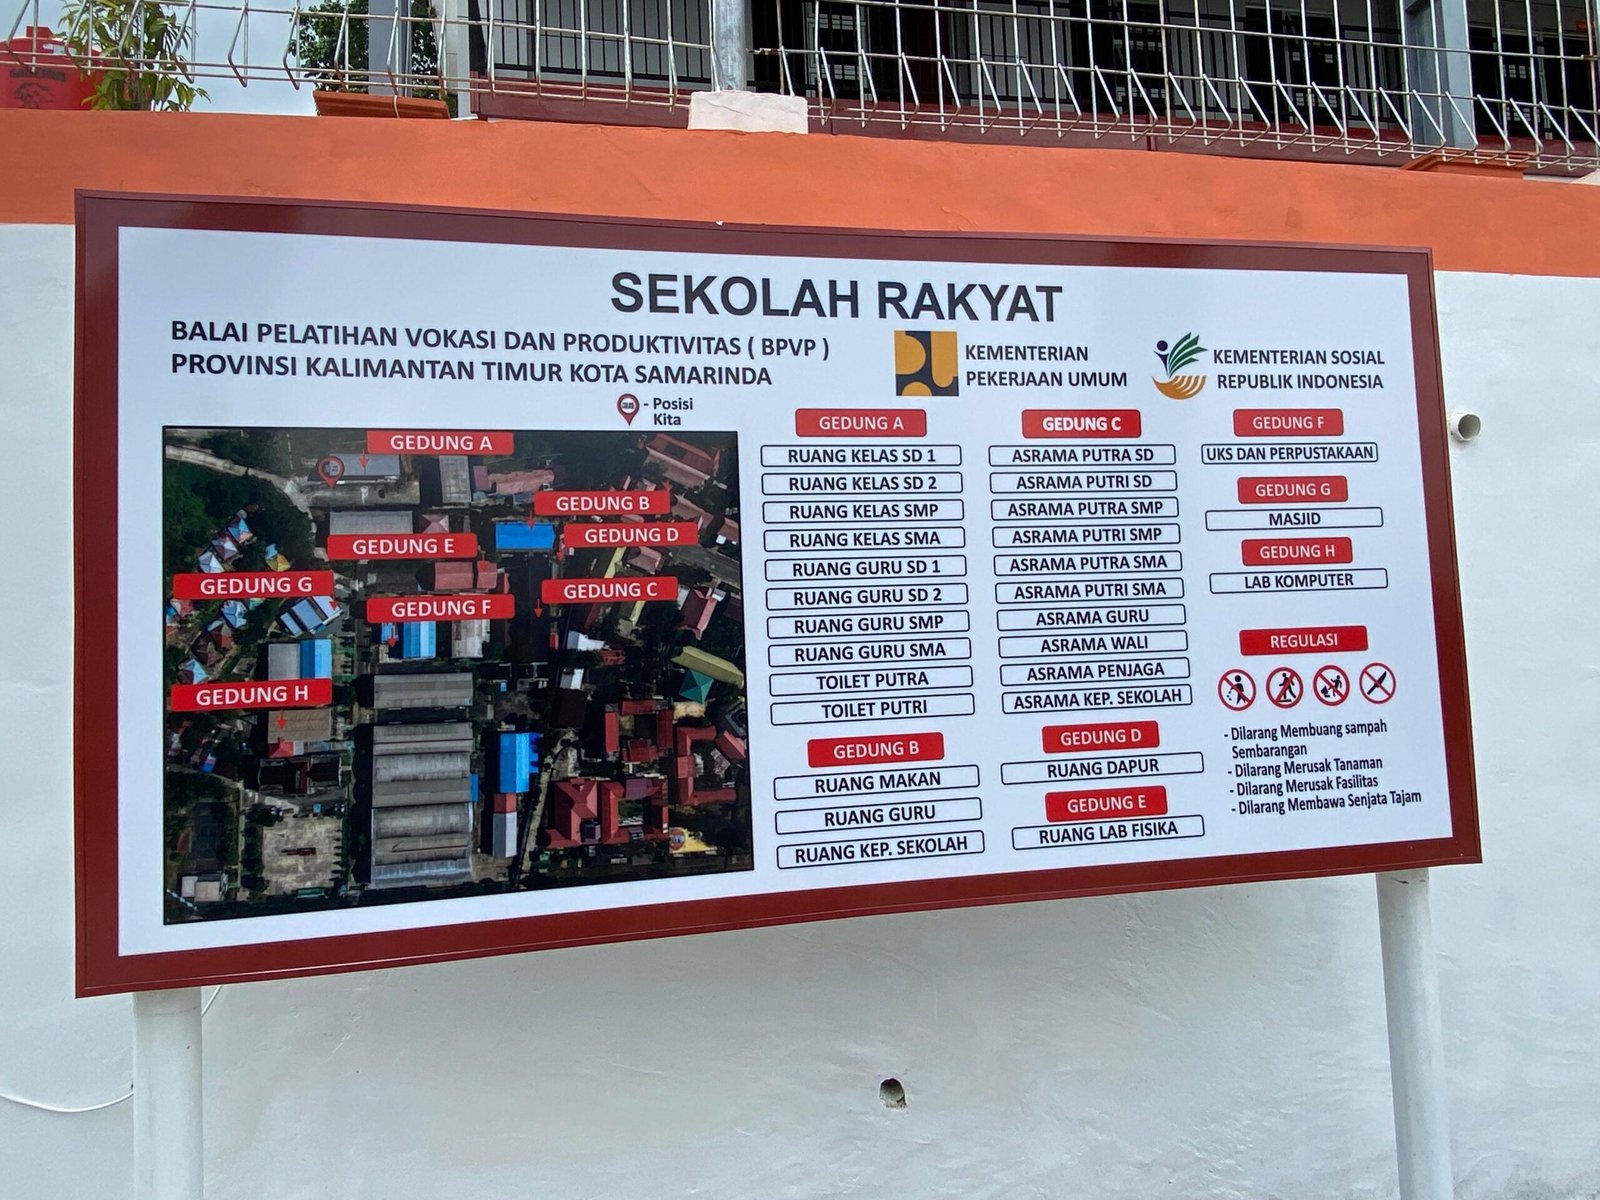 SEKOLAH RAKYAT
BALAI PELATIHAN VOKASI DAN PRODUKTIVITAS ( BPVP )
PROVINSI KALIMANTAN TIMUR KOTA SAMARINDA
KEMENTERIAN
PEKERJAAN UMUM
KEMENTERIAN SOSIAL
REPUBLIK INDONESIA
- Posisi
Kita
GEDUNG A
GEDUNG B
GEDUNG D
GEDUNG E
GEDUNG G
GEDUNG C
GEDUNG F
GEDUNG H
GEDUNG A
RUANG KELAS SD 1
RUANG KELAS SD 2
RUANG KELAS SMP
RUANG KELAS SMA
RUANG GURU SD 1
RUANG GURU SD 2
RUANG GURU SMP
RUANG GURU SMA
TOILET PUTRA
TOILET PUTRI
GEDUNG B
RUANG MAKAN
RUANG GURU
RUANG KEP. SEKOLAH
GEDUNG C
ASRAMA PUTRA SD
ASRAMA PUTRI SD
ASRAMA PUTRA SMP
ASRAMA PUTRI SMP
ASRAMA PUTRA SMA
ASRAMA PUTRI SMA
ASRAMA GURU
ASRAMA WALI
ASRAMA PENJAGA
ASRAMA KEP. SEKOLAH
GEDUNG D
RUANG DAPUR
GEDUNG E
RUANG LAB FISIKA
GEDUNG F
UKS DAN PERPUSTAKAAN
GEDUNG G
MASJID
GEDUNG H
LAB KOMPUTER
REGULASI
- Dilarang Membuang sampah
Sembarangan
- Dilarang Merusak Tanaman
- Dilarang Merusak Fasilitas
- Dilarang Membawa Senjata Tajam